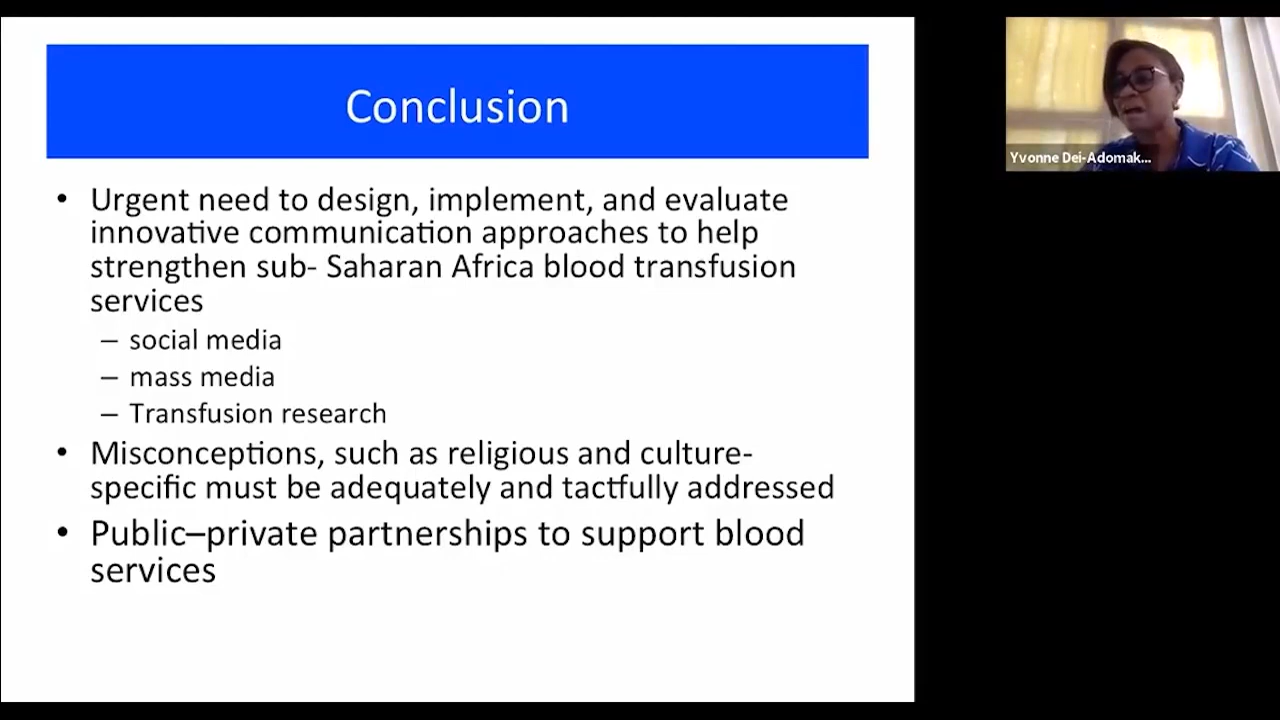 Conclusion
• Urgent need to design, implement, and evaluate
innovative communication approaches to help
strengthen sub- Saharan Africa blood transfusion
services
– social media
– mass media
– Transfusion research
• Misconceptions, such as religious and culture-
specific must be adequately and tactfully addressed
• Public–private partnerships to support blood
services
Yvonne Dei-Adomak...